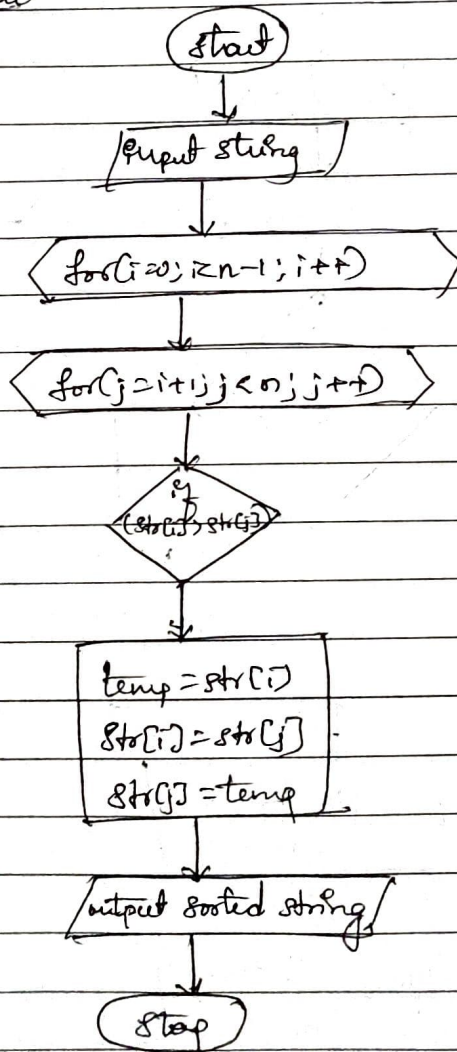 start
input string
for(i=0; i<n-1; i++)
for(j=i+1; j<n; j++)
if
(str[i]>str[j])
temp = str[i]
str[i] = str[j]
str[j] = temp
output sorted string
stop